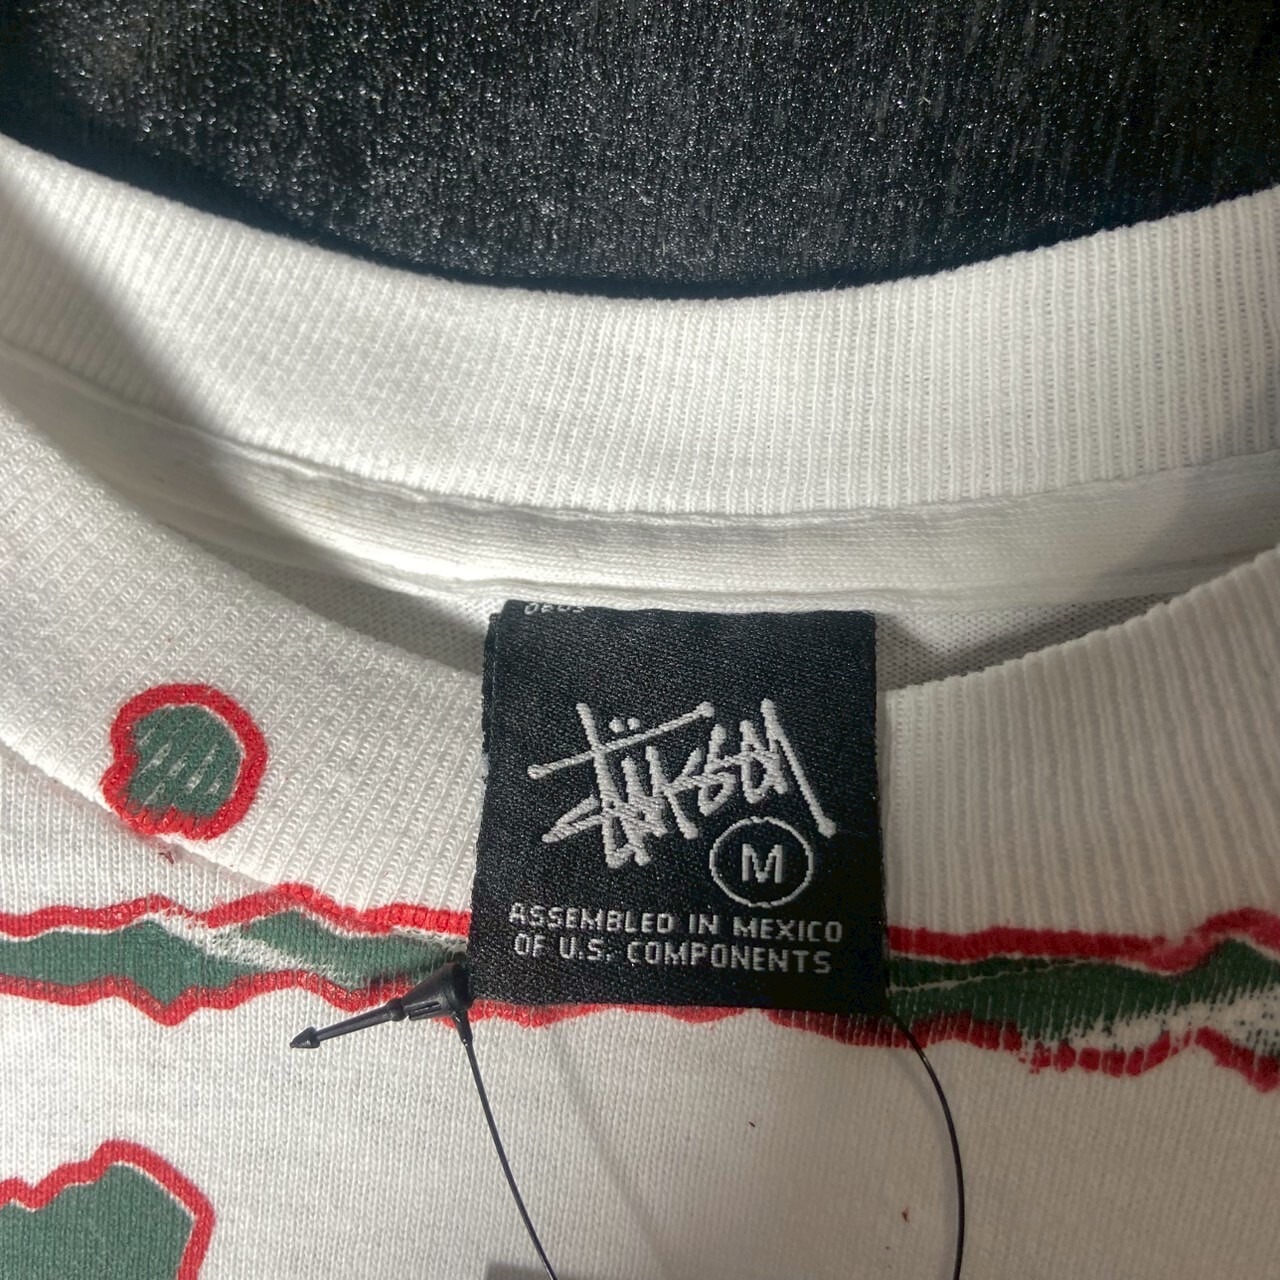 Stüssy
M
ASSEMBLED IN MEXICO
OF U.S. COMPONENTS